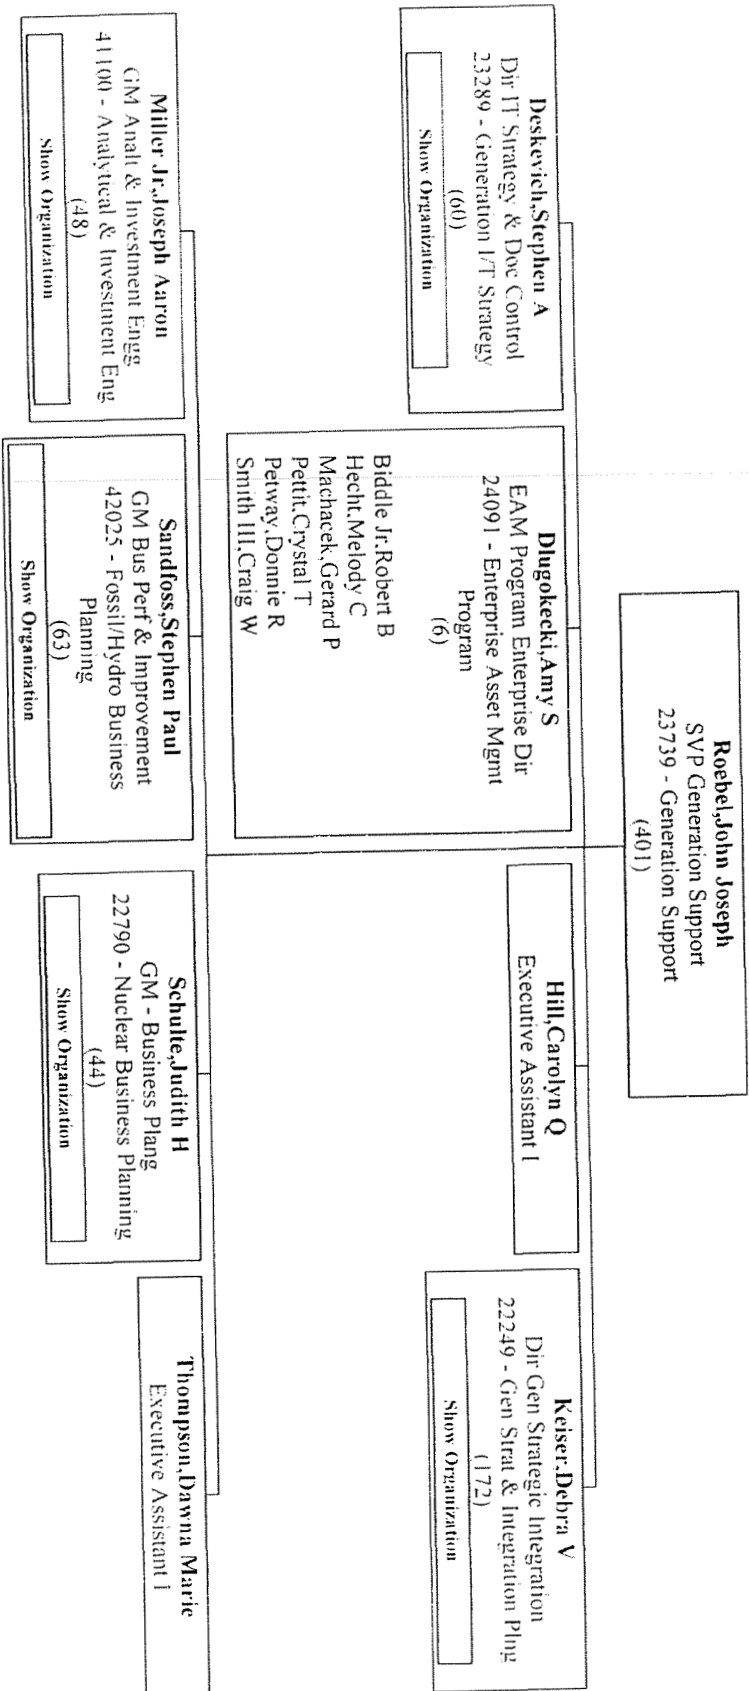 Roebel,John Joseph
SVP Generation Support
23739 - Generation Support
(401)
Deskevich,Stephen A
Dir IT Strategy & Doc Control
23289 - Generation I/T Strategy
(60)
Show Organization
Dlugokecki,Amy S
EAM Program Enterprise Dir
24091 - Enterprise Asset Mgmt
Program
(6)
Biddle Jr,Robert B
Hecht,Melody C
Machacek,Gerard P
Pettit,Crystal T
Petway,Donnie R
Smith III,Craig W
Hill,Carolyn Q
Executive Assistant I
Keiser,Debra V
Dir Gen Strategic Integration
22249 - Gen Strat & Integration Plng
(172)
Show Organization
Miller Jr,Joseph Aaron
GM Analt & Investment Engg
41100 - Analytical & Investment Eng
(48)
Show Organization
Sandfoss,Stephen Paul
GM Bus Perf & Improvement
42025 - Fossil/Hydro Business
Planning
(63)
Show Organization
Schulte,Judith H
GM - Business Plang
22790 - Nuclear Business Planning
(44)
Show Organization
Thompson,Dawna Marie
Executive Assistant I